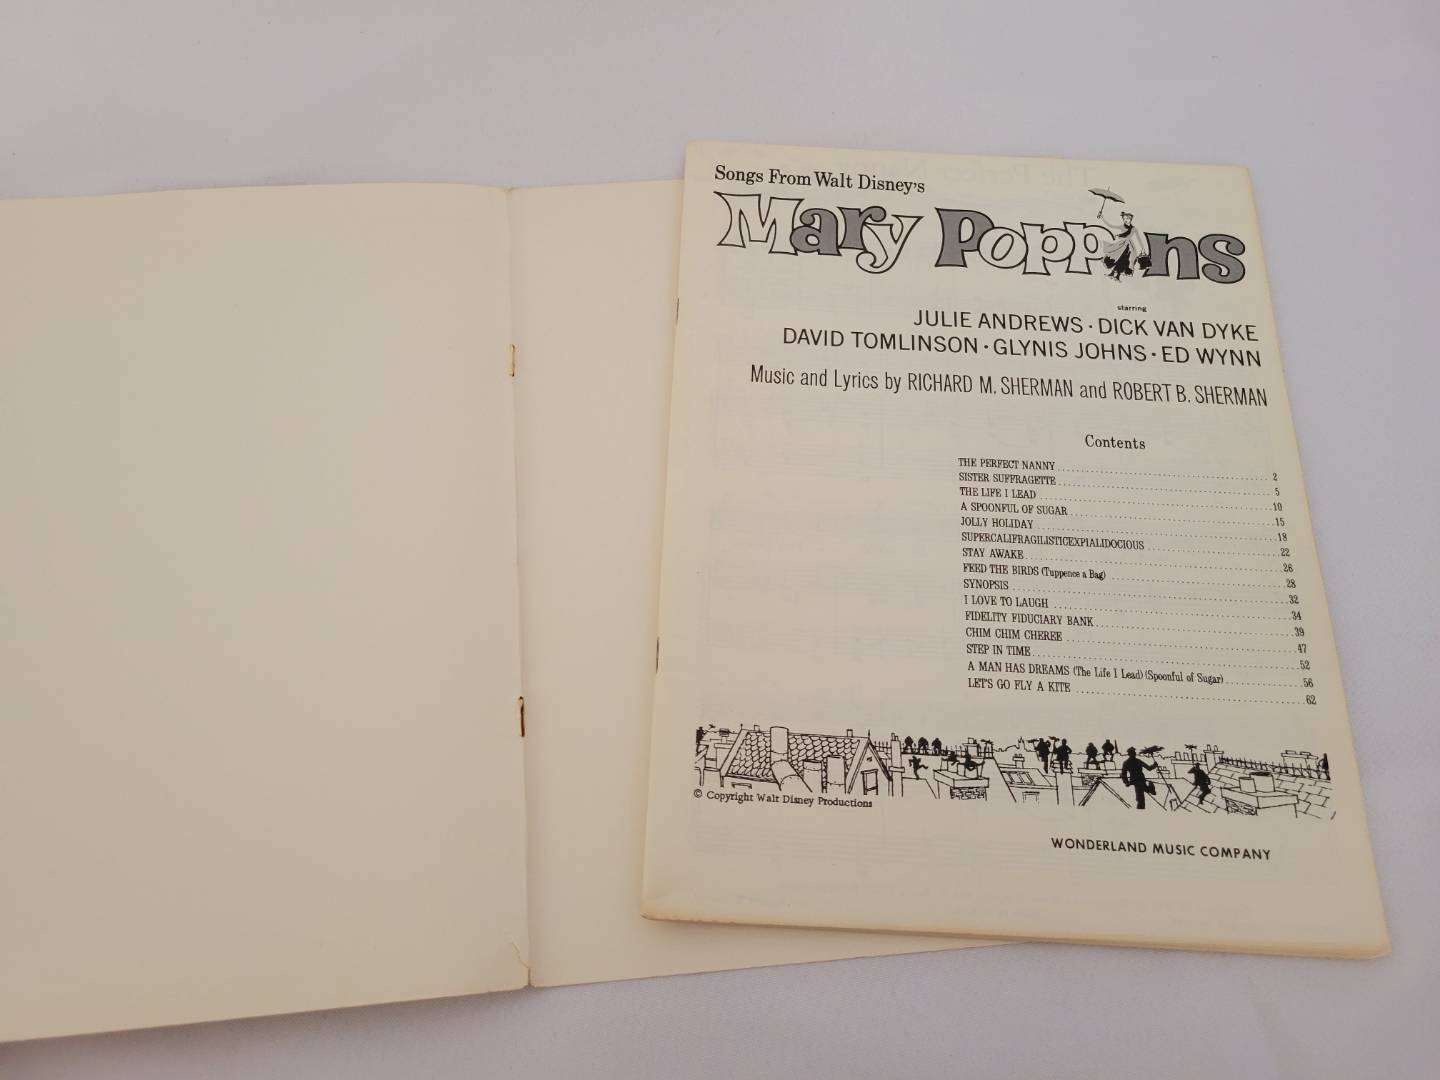 Songs From Walt Disney's
Mary Poppins
starring
JULIE ANDREWS · DICK VAN DYKE
DAVID TOMLINSON · GLYNIS JOHNS · ED WYNN
Music and Lyrics by RICHARD M. SHERMAN and ROBERT B. SHERMAN
Contents
THE PERFECT NANNY 2
SISTER SUFFRAGETTE 5
THE LIFE I LEAD 10
A SPOONFUL OF SUGAR 15
JOLLY HOLIDAY 18
SUPERCALIFRAGILISTICEXPIALIDOCIOUS 22
STAY AWAKE 26
FEED THE BIRDS (Tuppence a Bag) 28
SYNOPSIS 32
I LOVE TO LAUGH 34
FIDELITY FIDUCIARY BANK 39
CHIM CHIM CHEREE 47
STEP IN TIME 52
A MAN HAS DREAMS (The Life I Lead) (Spoonful of Sugar) 56
LET'S GO FLY A KITE 62
© Copyright Walt Disney Productions
WONDERLAND MUSIC COMPANY